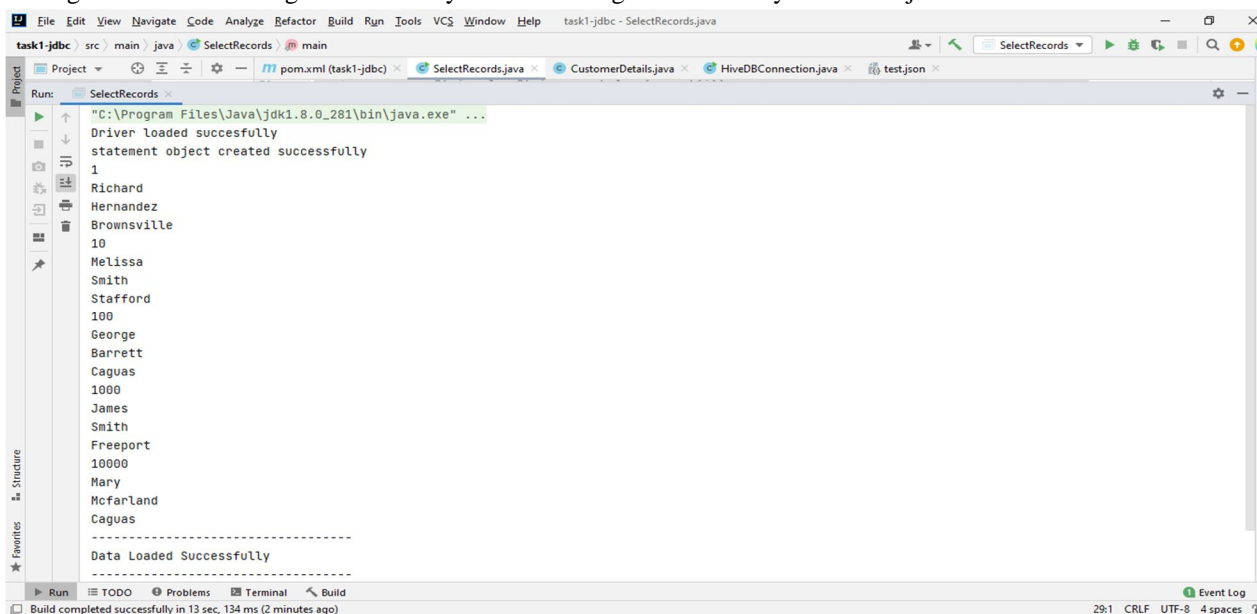 File Edit View Navigate Code Analyze Refactor Build Run Tools VCS Window Help task1-jdbc - SelectRecords.java
task1-jdbc src main java SelectRecords main SelectRecords
Project pom.xml (task1-jdbc) SelectRecords.java CustomerDetails.java HiveDBConnection.java test.json
Project
Run: SelectRecords
"C:\Program Files\Java\jdk1.8.0_281\bin\java.exe" ...
Driver loaded succesfully
statement object created successfully
1
Richard
Hernandez
Brownsville
10
Melissa
Smith
Stafford
100
George
Barrett
Caguas
1000
James
Smith
Freeport
10000
Mary
Mcfarland
Caguas
-----------------------------------
Data Loaded Successfully
-----------------------------------
Structure
Favorites
Run TODO Problems Terminal Build Event Log
Build completed successfully in 13 sec, 134 ms (2 minutes ago) 29:1 CRLF UTF-8 4 spaces